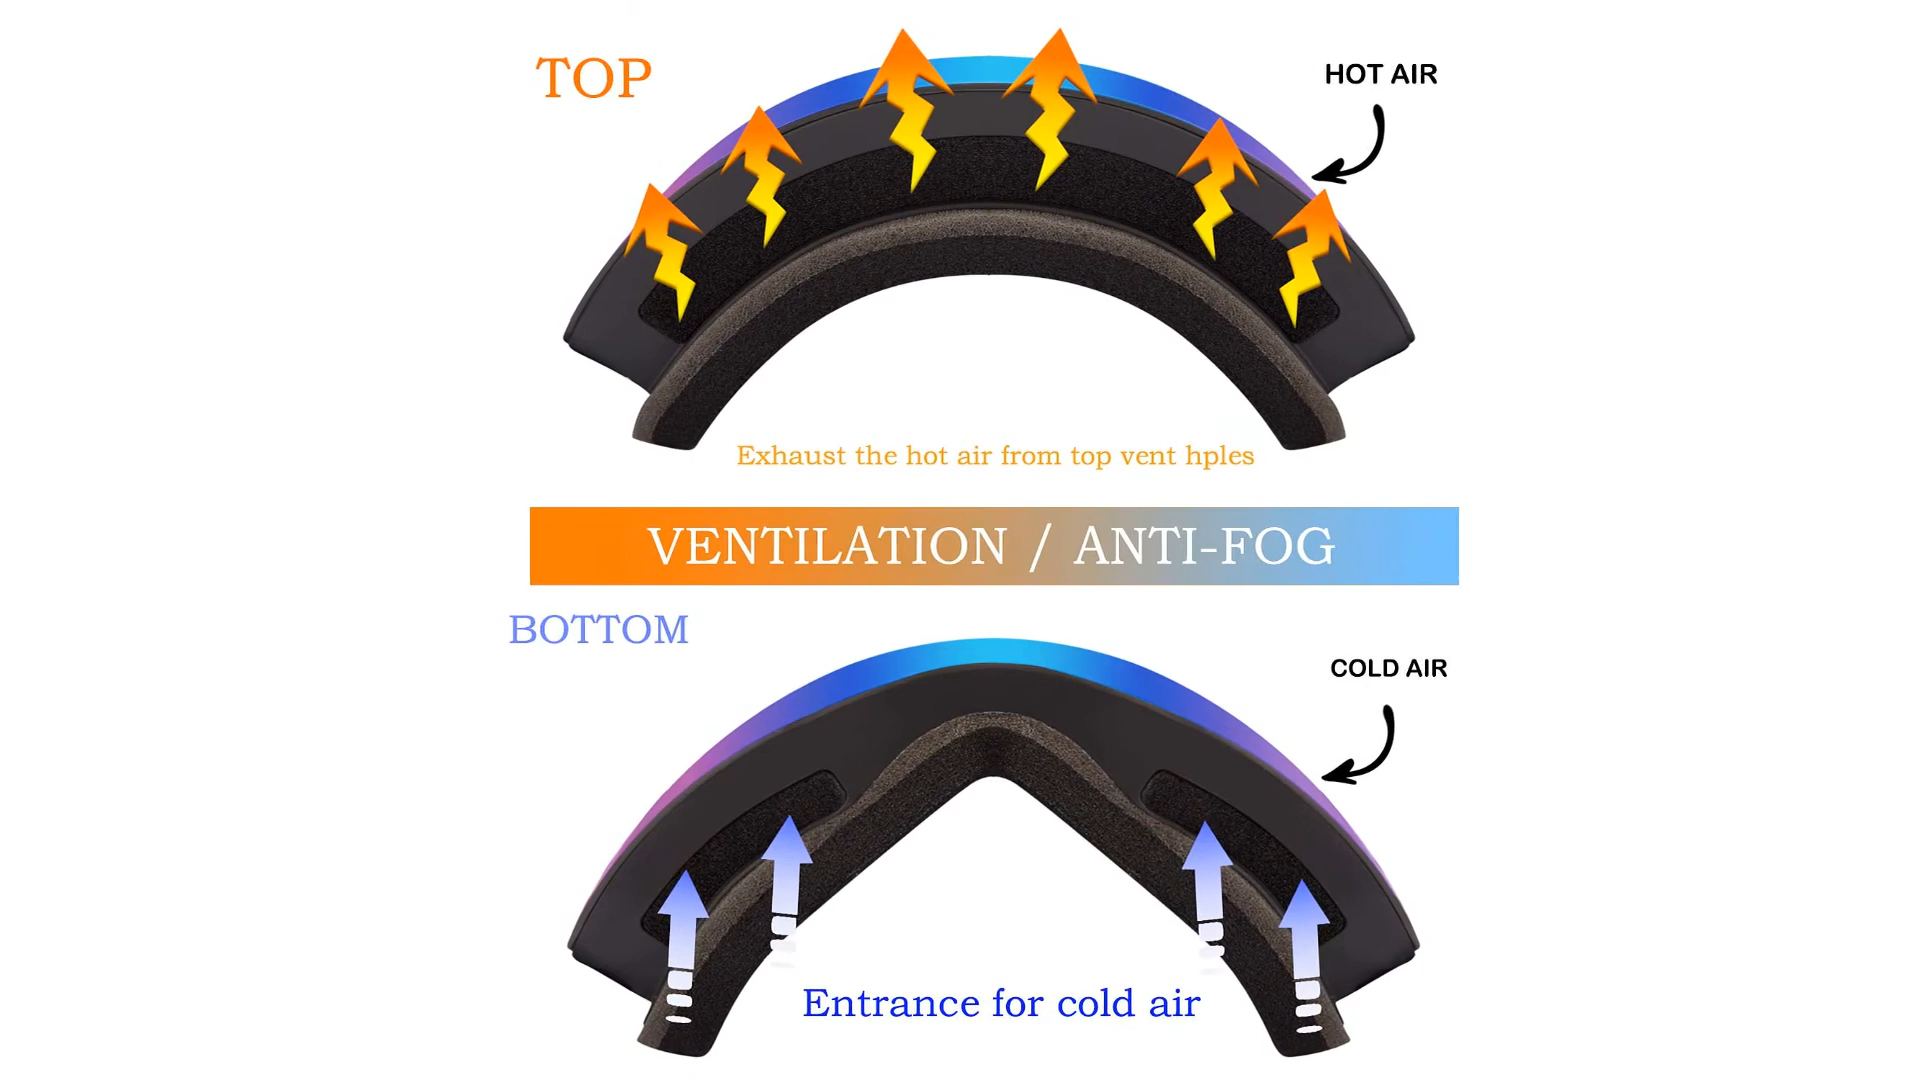 TOP
HOT AIR
Exhaust the hot air from top vent hples
VENTILATION / ANTI-FOG
BOTTOM
COLD AIR
Entrance for cold air